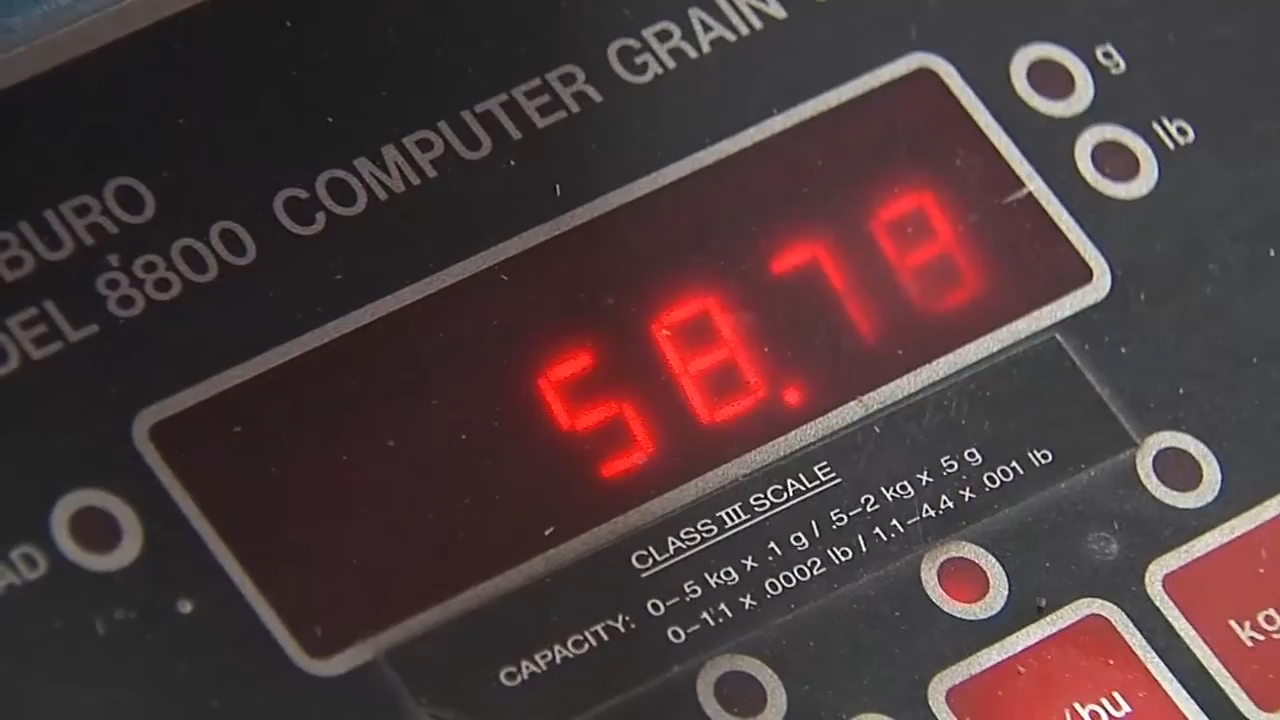 BURO
DEL 8800 COMPUTER GRAIN
g
lb
58.78
AD
CLASS III SCALE
CAPACITY: 0–.5 kg x .1 g / .5–2 kg x .5 g
0–1.1 x .0002 lb / 1.1–4.4 x .001 lb
/bu
kg